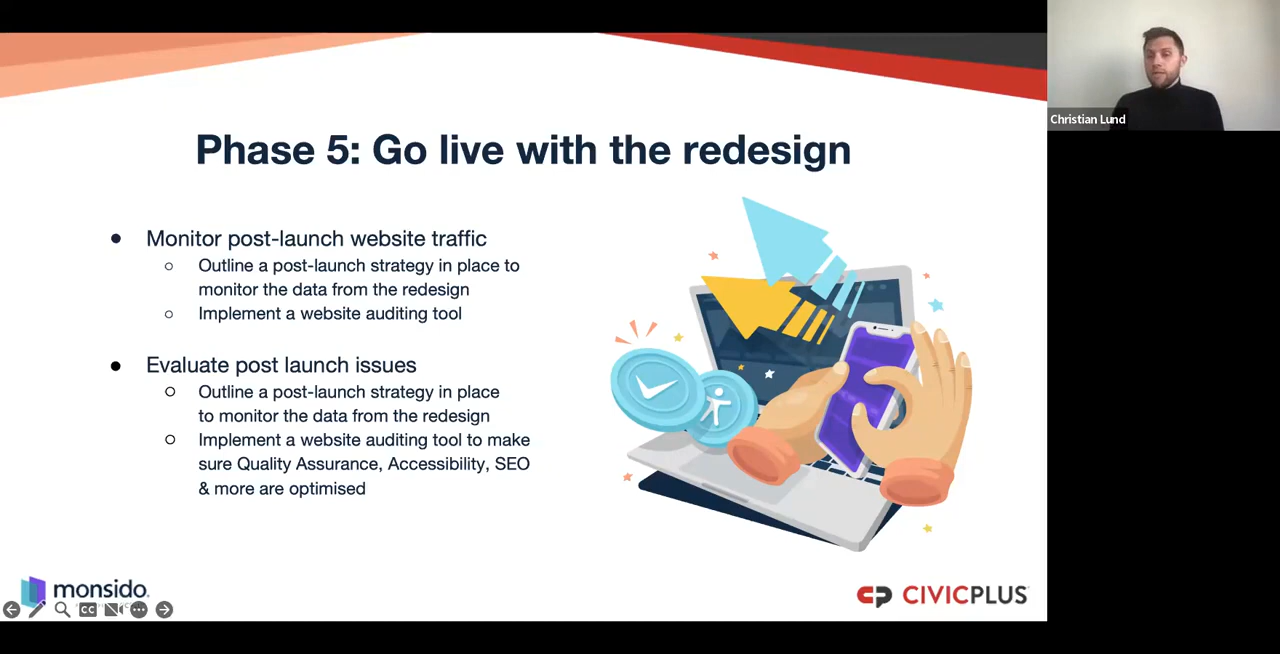 Christian Lund
Phase 5: Go live with the redesign
Monitor post-launch website traffic
Outline a post-launch strategy in place to
monitor the data from the redesign
Implement a website auditing tool
Evaluate post launch issues
Outline a post-launch strategy in place
to monitor the data from the redesign
Implement a website auditing tool to make
sure Quality Assurance, Accessibility, SEO
& more are optimised
monsido
CC
CP CIVICPLUS